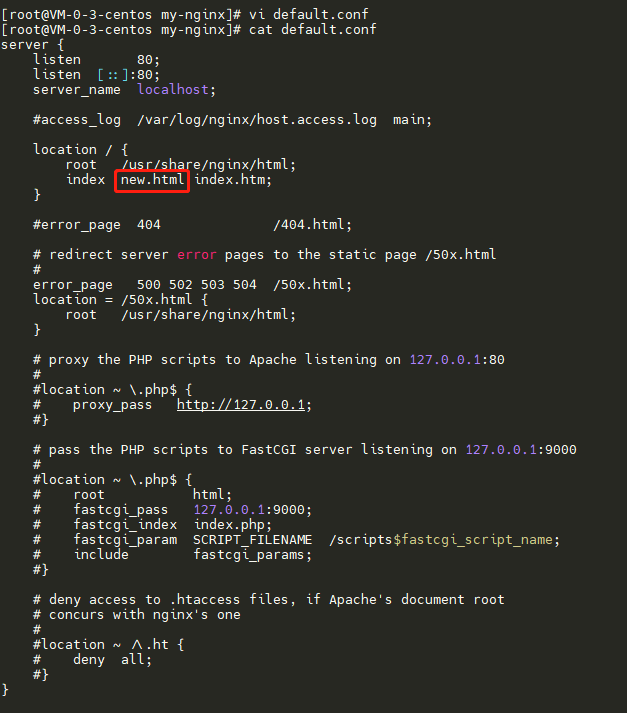 [root@VM-0-3-centos my-nginx]# vi default.conf
[root@VM-0-3-centos my-nginx]# cat default.conf
server {
    listen       80;
    listen  [::]:80;
    server_name  localhost;

    #access_log  /var/log/nginx/host.access.log  main;

    location / {
        root   /usr/share/nginx/html;
        index  new.html index.htm;
    }

    #error_page  404              /404.html;

    # redirect server error pages to the static page /50x.html
    #
    error_page   500 502 503 504  /50x.html;
    location = /50x.html {
        root   /usr/share/nginx/html;
    }

    # proxy the PHP scripts to Apache listening on 127.0.0.1:80
    #
    #location ~ \.php$ {
    #    proxy_pass   http://127.0.0.1;
    #}

    # pass the PHP scripts to FastCGI server listening on 127.0.0.1:9000
    #
    #location ~ \.php$ {
    #    root           html;
    #    fastcgi_pass   127.0.0.1:9000;
    #    fastcgi_index  index.php;
    #    fastcgi_param  SCRIPT_FILENAME  /scripts$fastcgi_script_name;
    #    include        fastcgi_params;
    #}

    # deny access to .htaccess files, if Apache's document root
    # concurs with nginx's one
    #
    #location ~ /\.ht {
    #    deny  all;
    #}
}